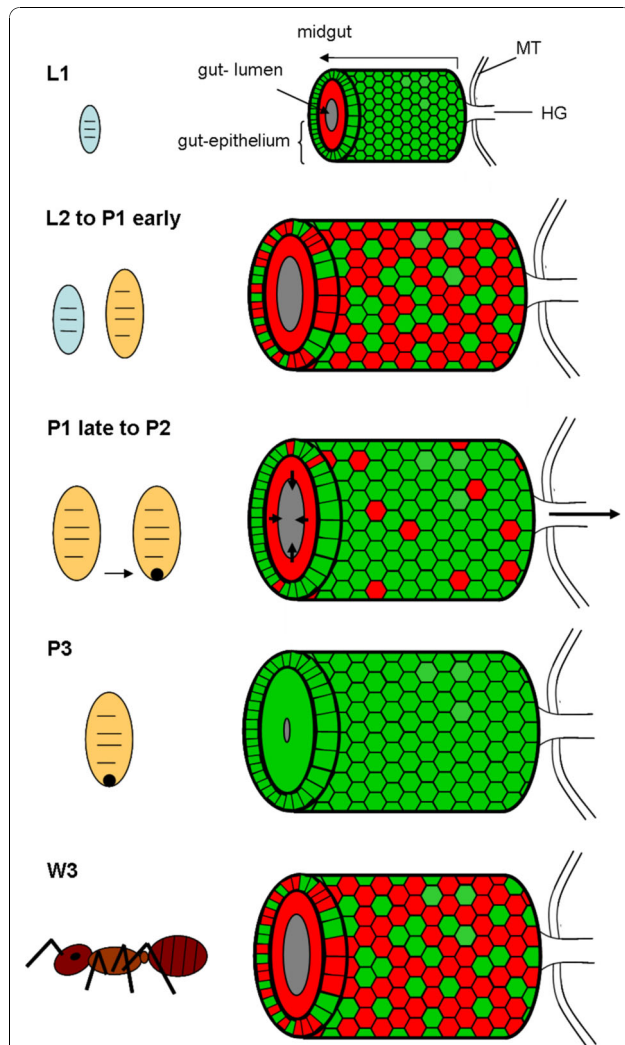 L1
midgut
gut- lumen
gut-epithelium
MT
HG
L2 to P1 early
P1 late to P2
P3
W3